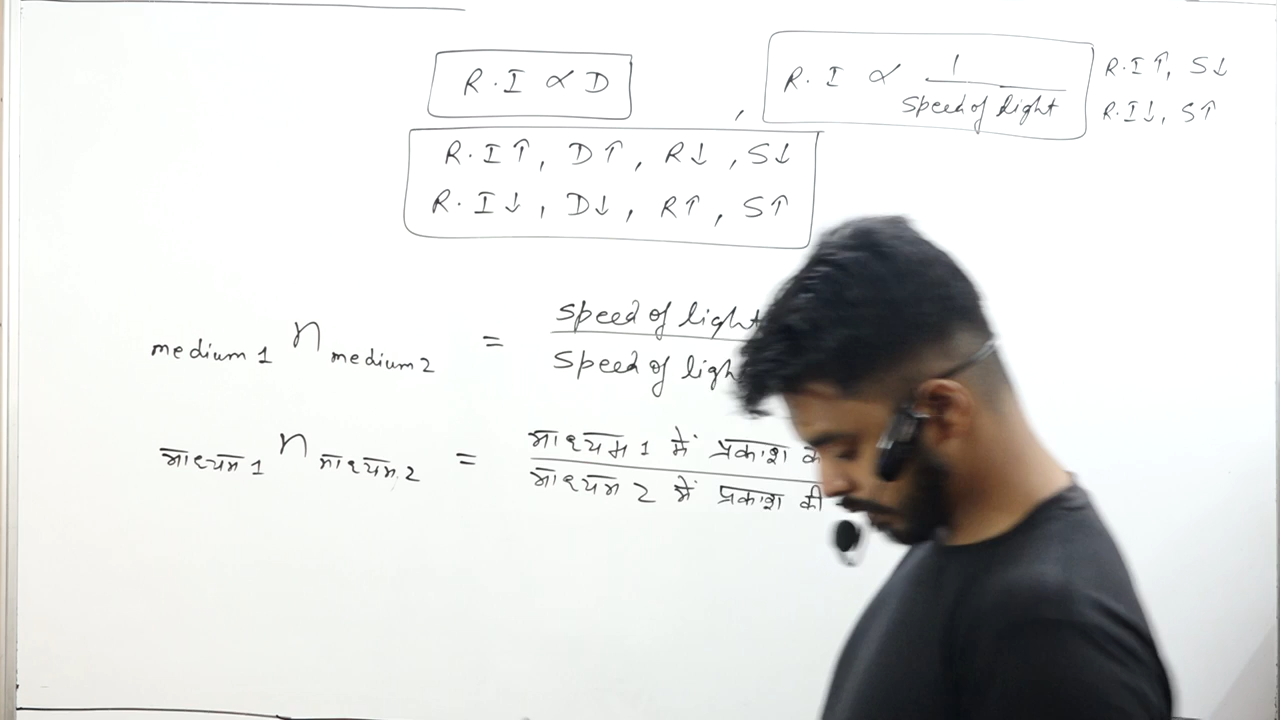 R.I ∝ D , R.I ∝ 1 / speed of light R.I↑, S↓
R.I↓, S↑
R.I↑, D↑, R↓, S↓
R.I↓, D↓, R↑, S↑
medium 1 n medium 2 = speed of light / speed of light
माध्यम 1 n माध्यम 2 = माध्यम 1 में प्रकाश / माध्यम 2 में प्रकाश की